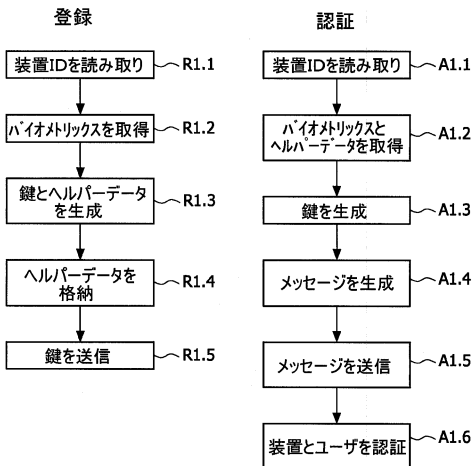 登録
装置IDを読み取り
R1.1
バイオメトリックスを取得
R1.2
鍵とヘルパーデータ
を生成
R1.3
ヘルパーデータを
格納
R1.4
鍵を送信
R1.5
認証
装置IDを読み取り
A1.1
バイオメトリックスと
ヘルパーデータを取得
A1.2
鍵を生成
A1.3
メッセージを生成
A1.4
メッセージを送信
A1.5
装置とユーザを認証
A1.6